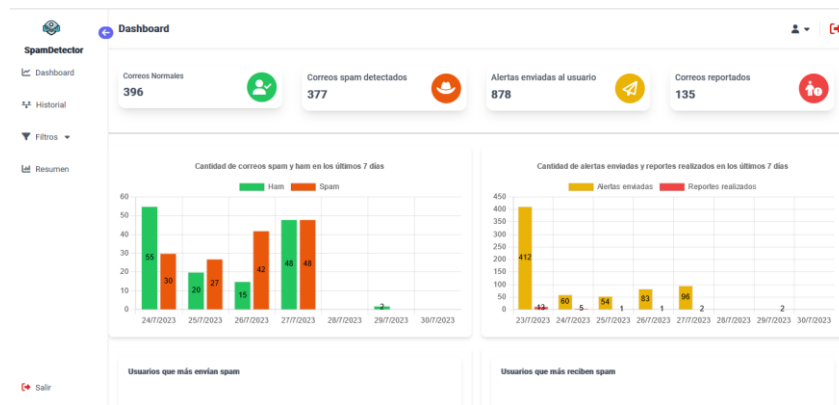 SpamDetector
Dashboard
Historial
Filtros
Resumen
Salir
Dashboard
Correos Normales
396
Correos spam detectados
377
Alertas enviadas al usuario
878
Correos reportados
135
Cantidad de correos spam y ham en los últimos 7 días
Ham Spam
60
50
40
30
20
10
0
55 30 20 27 15 42 48 48 2
24/7/2023 25/7/2023 26/7/2023 27/7/2023 28/7/2023 29/7/2023 30/7/2023
Cantidad de alertas enviadas y reportes realizados en los últimos 7 días
Alertas enviadas Reportes realizados
450
400
350
300
250
200
150
100
50
0
412 13 60 5 54 1 83 1 96 2 2
23/7/2023 24/7/2023 25/7/2023 26/7/2023 27/7/2023 28/7/2023 29/7/2023 30/7/2023
Usuarios que más envían spam
Usuarios que más reciben spam